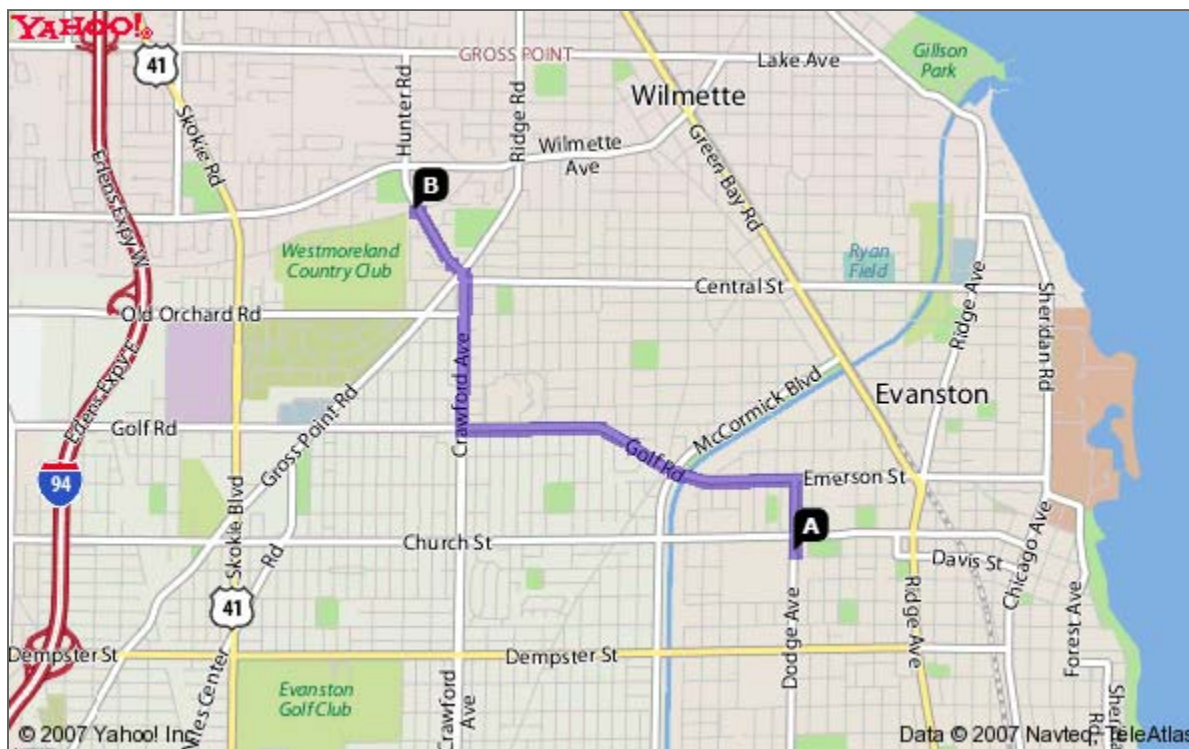 YAHOO!
41
GROSS POINT
Lake Ave
Gillson
Park
Skokie Rd
Hunter Rd
Ridge Rd
Wilmette
Wilmette
Ave
Green Bay Rd
Edens Expy W
B
Westmoreland
Country Club
Ryan
Field
Central St
Ridge Ave
Sheridan Rd
Old Orchard Rd
Crawford Ave
Edens Expy E
Gross Point Rd
McCormick Blvd
Evanston
Golf Rd
Golf Rd
Emerson St
94
Skokie Blvd
A
Church St
Davis St
Chicago Ave
Rd
41
Ridge Ave
Forest Ave
Dodge Ave
Dempster St
Dempster St
Niles Center
Evanston
Golf Club
Crawford
Ave
© 2007 Yahoo! Inc
Data © 2007 Navteq, TeleAtlas